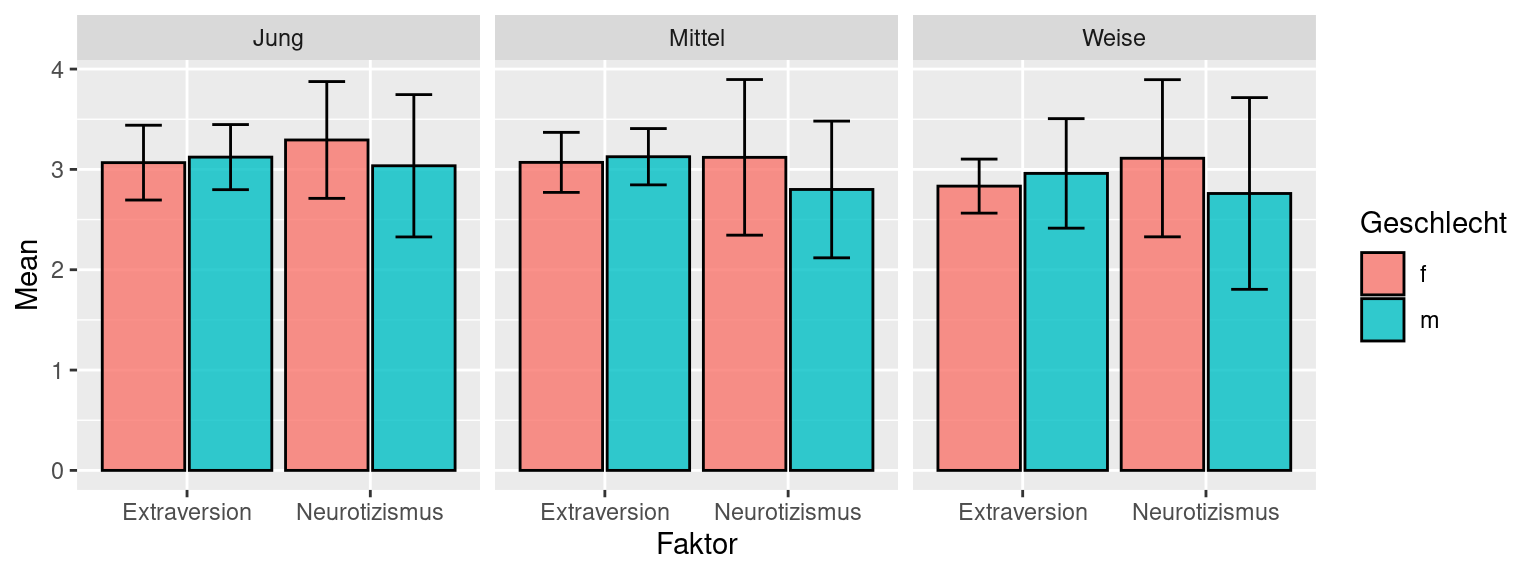 Jung
Mittel
Weise
4
3
2
1
0
Mean
Extraversion Neurotizismus
Extraversion Neurotizismus
Extraversion Neurotizismus
Faktor
Geschlecht
f
m